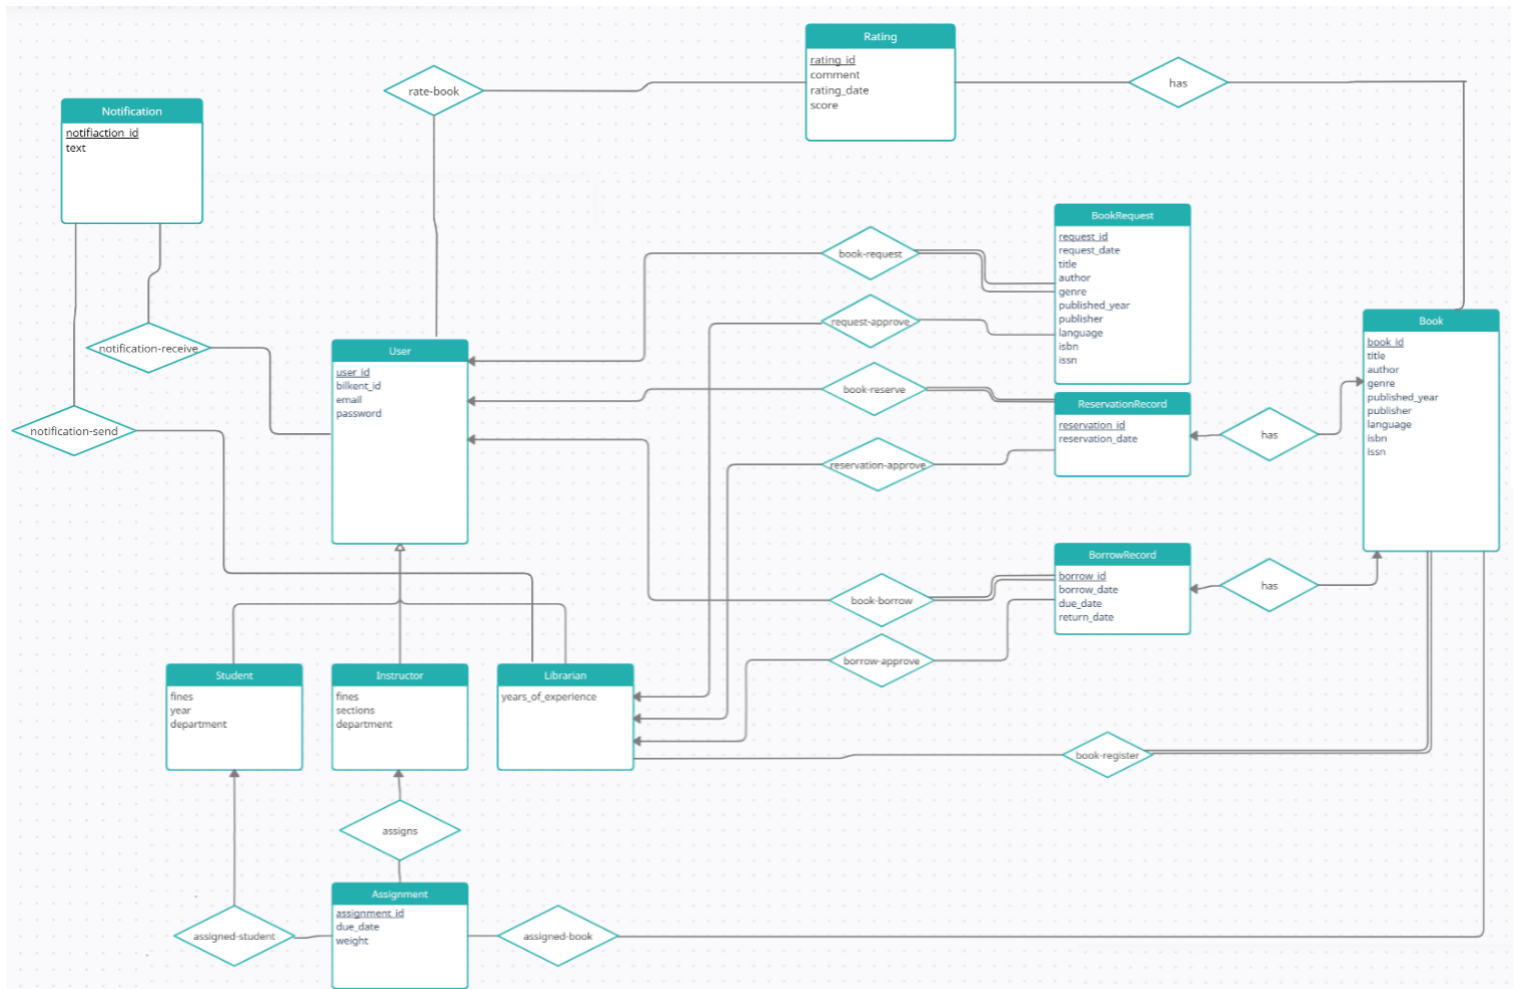 Rating
rating_id
comment
rating_date
score
has
rate-book
Notification
notifiaction_id
text
BookRequest
request_id
request_date
title
author
genre
published_year
publisher
language
isbn
issn
book-request
request-approve
Book
book_id
title
author
genre
published_year
publisher
language
isbn
issn
notification-receive
User
user_id
bilkent_id
email
password
book-reserve
ReservationRecord
reservation_id
reservation_date
has
notification-send
reservation-approve
BorrowRecord
borrow_id
borrow_date
due_date
return_date
has
book-borrow
borrow-approve
Student
fines
year
department
Instructor
fines
sections
department
Librarian
years_of_experience
book-register
assigns
Assignment
assignment_id
due_date
weight
assigned-student
assigned-book